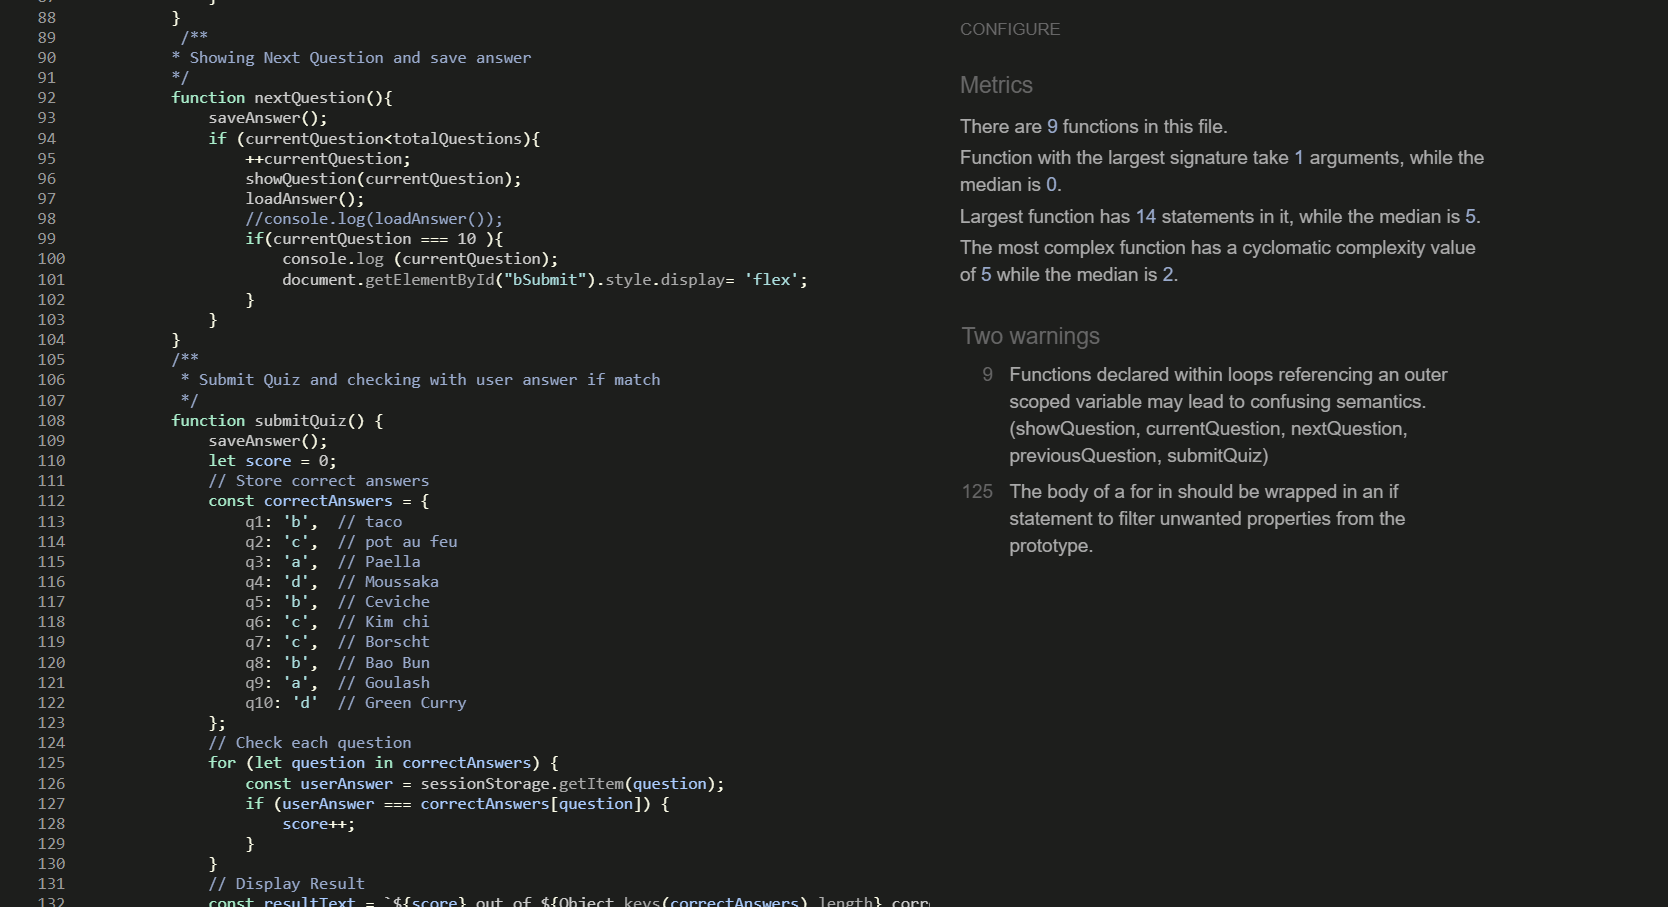 88 }
89 /**
90 * Showing Next Question and save answer
91 */
92 function nextQuestion(){
93 saveAnswer();
94 if (currentQuestion<totalQuestions){
95 ++currentQuestion;
96 showQuestion(currentQuestion);
97 loadAnswer();
98 //console.log(loadAnswer());
99 if(currentQuestion === 10 ){
100 console.log (currentQuestion);
101 document.getElementById("bSubmit").style.display= 'flex';
102 }
103 }
104 }
105 /**
106 * Submit Quiz and checking with user answer if match
107 */
108 function submitQuiz() {
109 saveAnswer();
110 let score = 0;
111 // Store correct answers
112 const correctAnswers = {
113 q1: 'b', // taco
114 q2: 'c', // pot au feu
115 q3: 'a', // Paella
116 q4: 'd', // Moussaka
117 q5: 'b', // Ceviche
118 q6: 'c', // Kim chi
119 q7: 'c', // Borscht
120 q8: 'b', // Bao Bun
121 q9: 'a', // Goulash
122 q10: 'd' // Green Curry
123 };
124 // Check each question
125 for (let question in correctAnswers) {
126 const userAnswer = sessionStorage.getItem(question);
127 if (userAnswer === correctAnswers[question]) {
128 score++;
129 }
130 }
131 // Display Result
132 const resultText = `${score} out of ${Object.keys(correctAnswers).length} corr
CONFIGURE
Metrics
There are 9 functions in this file.
Function with the largest signature take 1 arguments, while the
median is 0.
Largest function has 14 statements in it, while the median is 5.
The most complex function has a cyclomatic complexity value
of 5 while the median is 2.
Two warnings
9 Functions declared within loops referencing an outer
scoped variable may lead to confusing semantics.
(showQuestion, currentQuestion, nextQuestion,
previousQuestion, submitQuiz)
125 The body of a for in should be wrapped in an if
statement to filter unwanted properties from the
prototype.